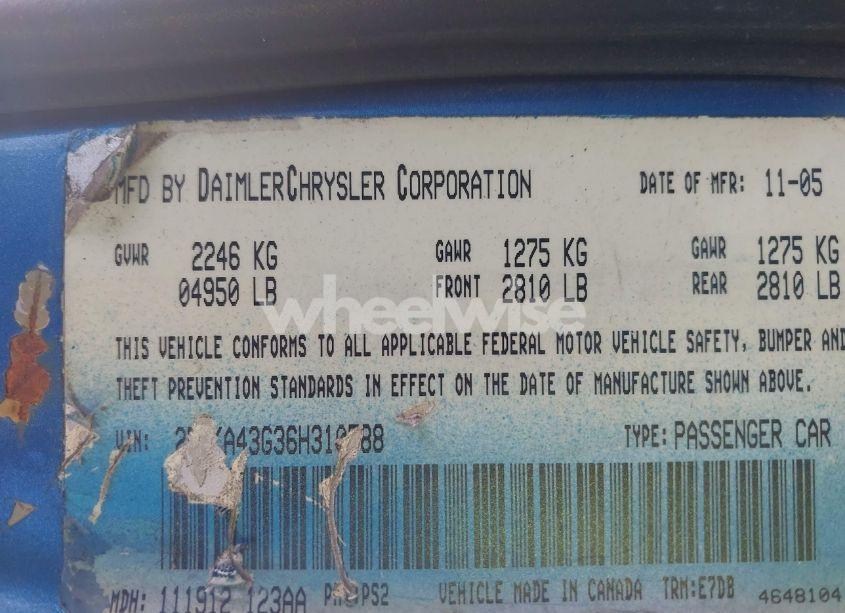 MFD BY DAIMLERCHRYSLER CORPORATION DATE OF MFR: 11-05
GVWR 2246 KG GAWR 1275 KG GAWR 1275 KG
04950 LB FRONT 2810 LB REAR 2810 LB
wheelwise
THIS VEHICLE CONFORMS TO ALL APPLICABLE FEDERAL MOTOR VEHICLE SAFETY, BUMPER AND
THEFT PREVENTION STANDARDS IN EFFECT ON THE DATE OF MANUFACTURE SHOWN ABOVE.
VIN: TYPE: PASSENGER CAR
MDH: 111912 123AA VEHICLE MADE IN CANADA TRM: E7DB 4648104